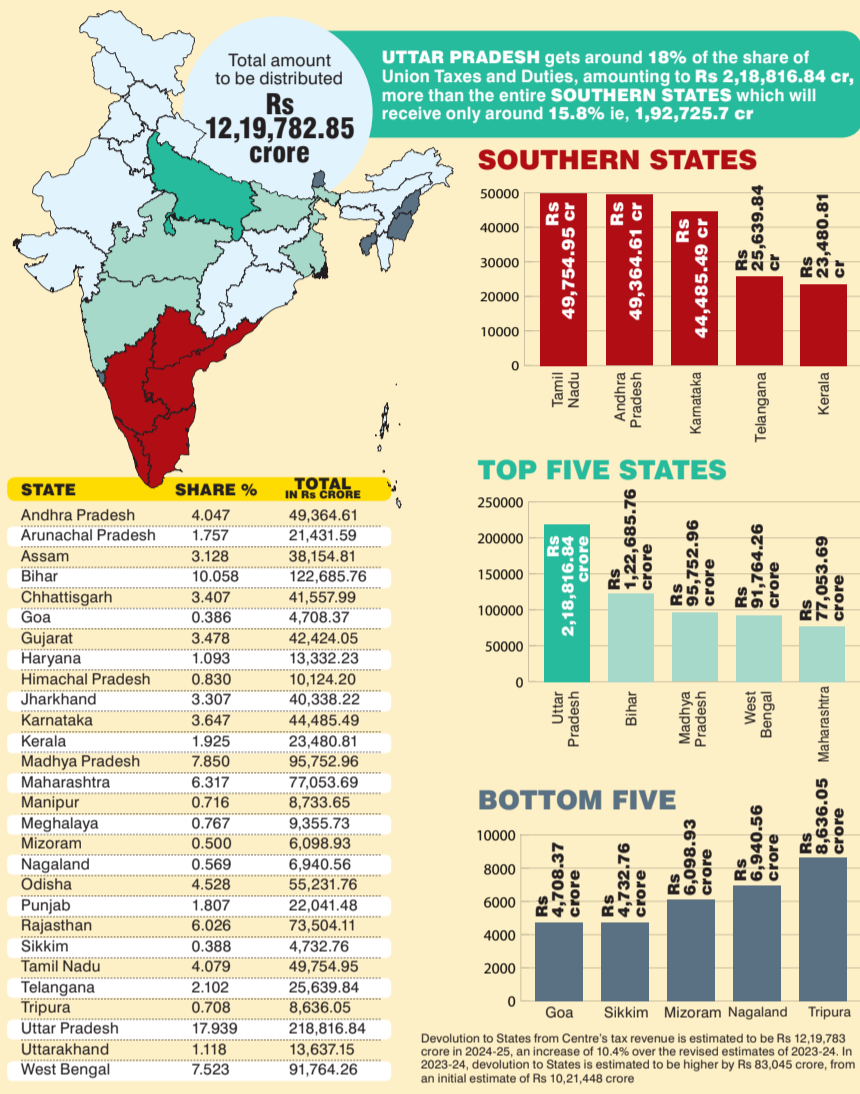 Total amount
to be distributed
Rs
12,19,782.85
crore
UTTAR PRADESH gets around 18% of the share of
Union Taxes and Duties, amounting to Rs 2,18,816.84 cr,
more than the entire SOUTHERN STATES which will
receive only around 15.8% ie, 1,92,725.7 cr
SOUTHERN STATES
50000
40000
30000
20000
10000
0
Rs
49,754.95 cr
Rs
49,364.61 cr
Rs
44,485.49 cr
Rs
25,639.84
cr
Rs
23,480.81
cr
Tamil
Nadu
Andhra
Pradesh
Karnataka
Telangana
Kerala
STATE SHARE % TOTAL
IN Rs CRORE
Andhra Pradesh 4.047 49,364.61
Arunachal Pradesh 1.757 21,431.59
Assam 3.128 38,154.81
Bihar 10.058 122,685.76
Chhattisgarh 3.407 41,557.99
Goa 0.386 4,708.37
Gujarat 3.478 42,424.05
Haryana 1.093 13,332.23
Himachal Pradesh 0.830 10,124.20
Jharkhand 3.307 40,338.22
Karnataka 3.647 44,485.49
Kerala 1.925 23,480.81
Madhya Pradesh 7.850 95,752.96
Maharashtra 6.317 77,053.69
Manipur 0.716 8,733.65
Meghalaya 0.767 9,355.73
Mizoram 0.500 6,098.93
Nagaland 0.569 6,940.56
Odisha 4.528 55,231.76
Punjab 1.807 22,041.48
Rajasthan 6.026 73,504.11
Sikkim 0.388 4,732.76
Tamil Nadu 4.079 49,754.95
Telangana 2.102 25,639.84
Tripura 0.708 8,636.05
Uttar Pradesh 17.939 218,816.84
Uttarakhand 1.118 13,637.15
West Bengal 7.523 91,764.26
TOP FIVE STATES
250000
200000
150000
100000
50000
0
Rs
2,18,816.84
crore
Rs
1,22,685.76
crore
Rs
95,752.96
crore
Rs
91,764.26
crore
Rs
77,053.69
crore
Uttar
Pradesh
Bihar
Madhya
Pradesh
West
Bengal
Maharashtra
BOTTOM FIVE
10000
8000
6000
4000
2000
0
Rs
4,708.37
crore
Rs
4,732.76
crore
Rs
6,098.93
crore
Rs
6,940.56
crore
Rs
8,636.05
crore
Goa Sikkim Mizoram Nagaland Tripura
Devolution to States from Centre's tax revenue is estimated to be Rs 12,19,783
crore in 2024-25, an increase of 10.4% over the revised estimates of 2023-24. In
2023-24, devolution to States is estimated to be higher by Rs 83,045 crore, from
an initial estimate of Rs 10,21,448 crore